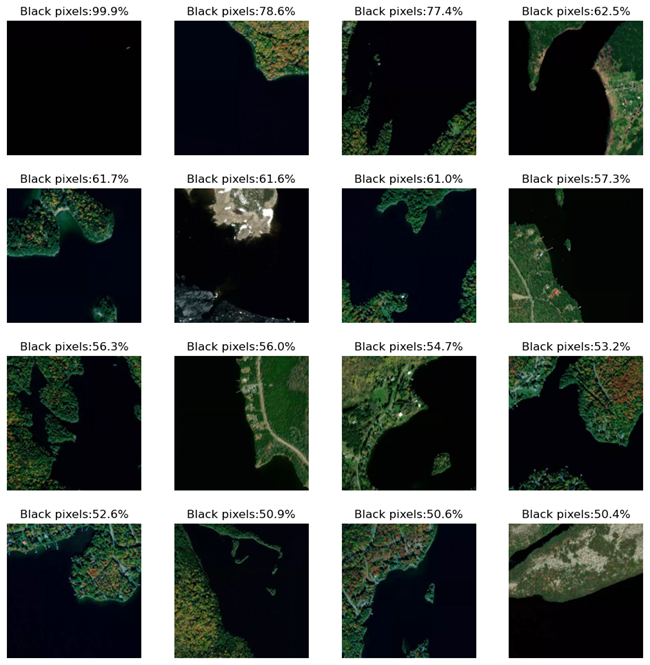 Black pixels:99.9%
Black pixels:78.6%
Black pixels:77.4%
Black pixels:62.5%
Black pixels:61.7%
Black pixels:61.6%
Black pixels:61.0%
Black pixels:57.3%
Black pixels:56.3%
Black pixels:56.0%
Black pixels:54.7%
Black pixels:53.2%
Black pixels:52.6%
Black pixels:50.9%
Black pixels:50.6%
Black pixels:50.4%